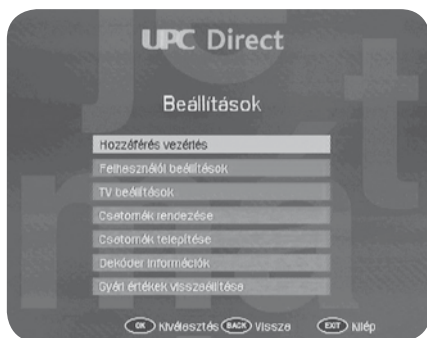 UPC Direct
Beállítások
Hozzáférés vezérlés
Felhasználói beállítások
TV beállítások
Csatornák rendezése
Csatornák telepítése
Dekóder információk
Gyári értékek visszaállítása
OK Kiválasztás BACK Vissza EXIT Kilép